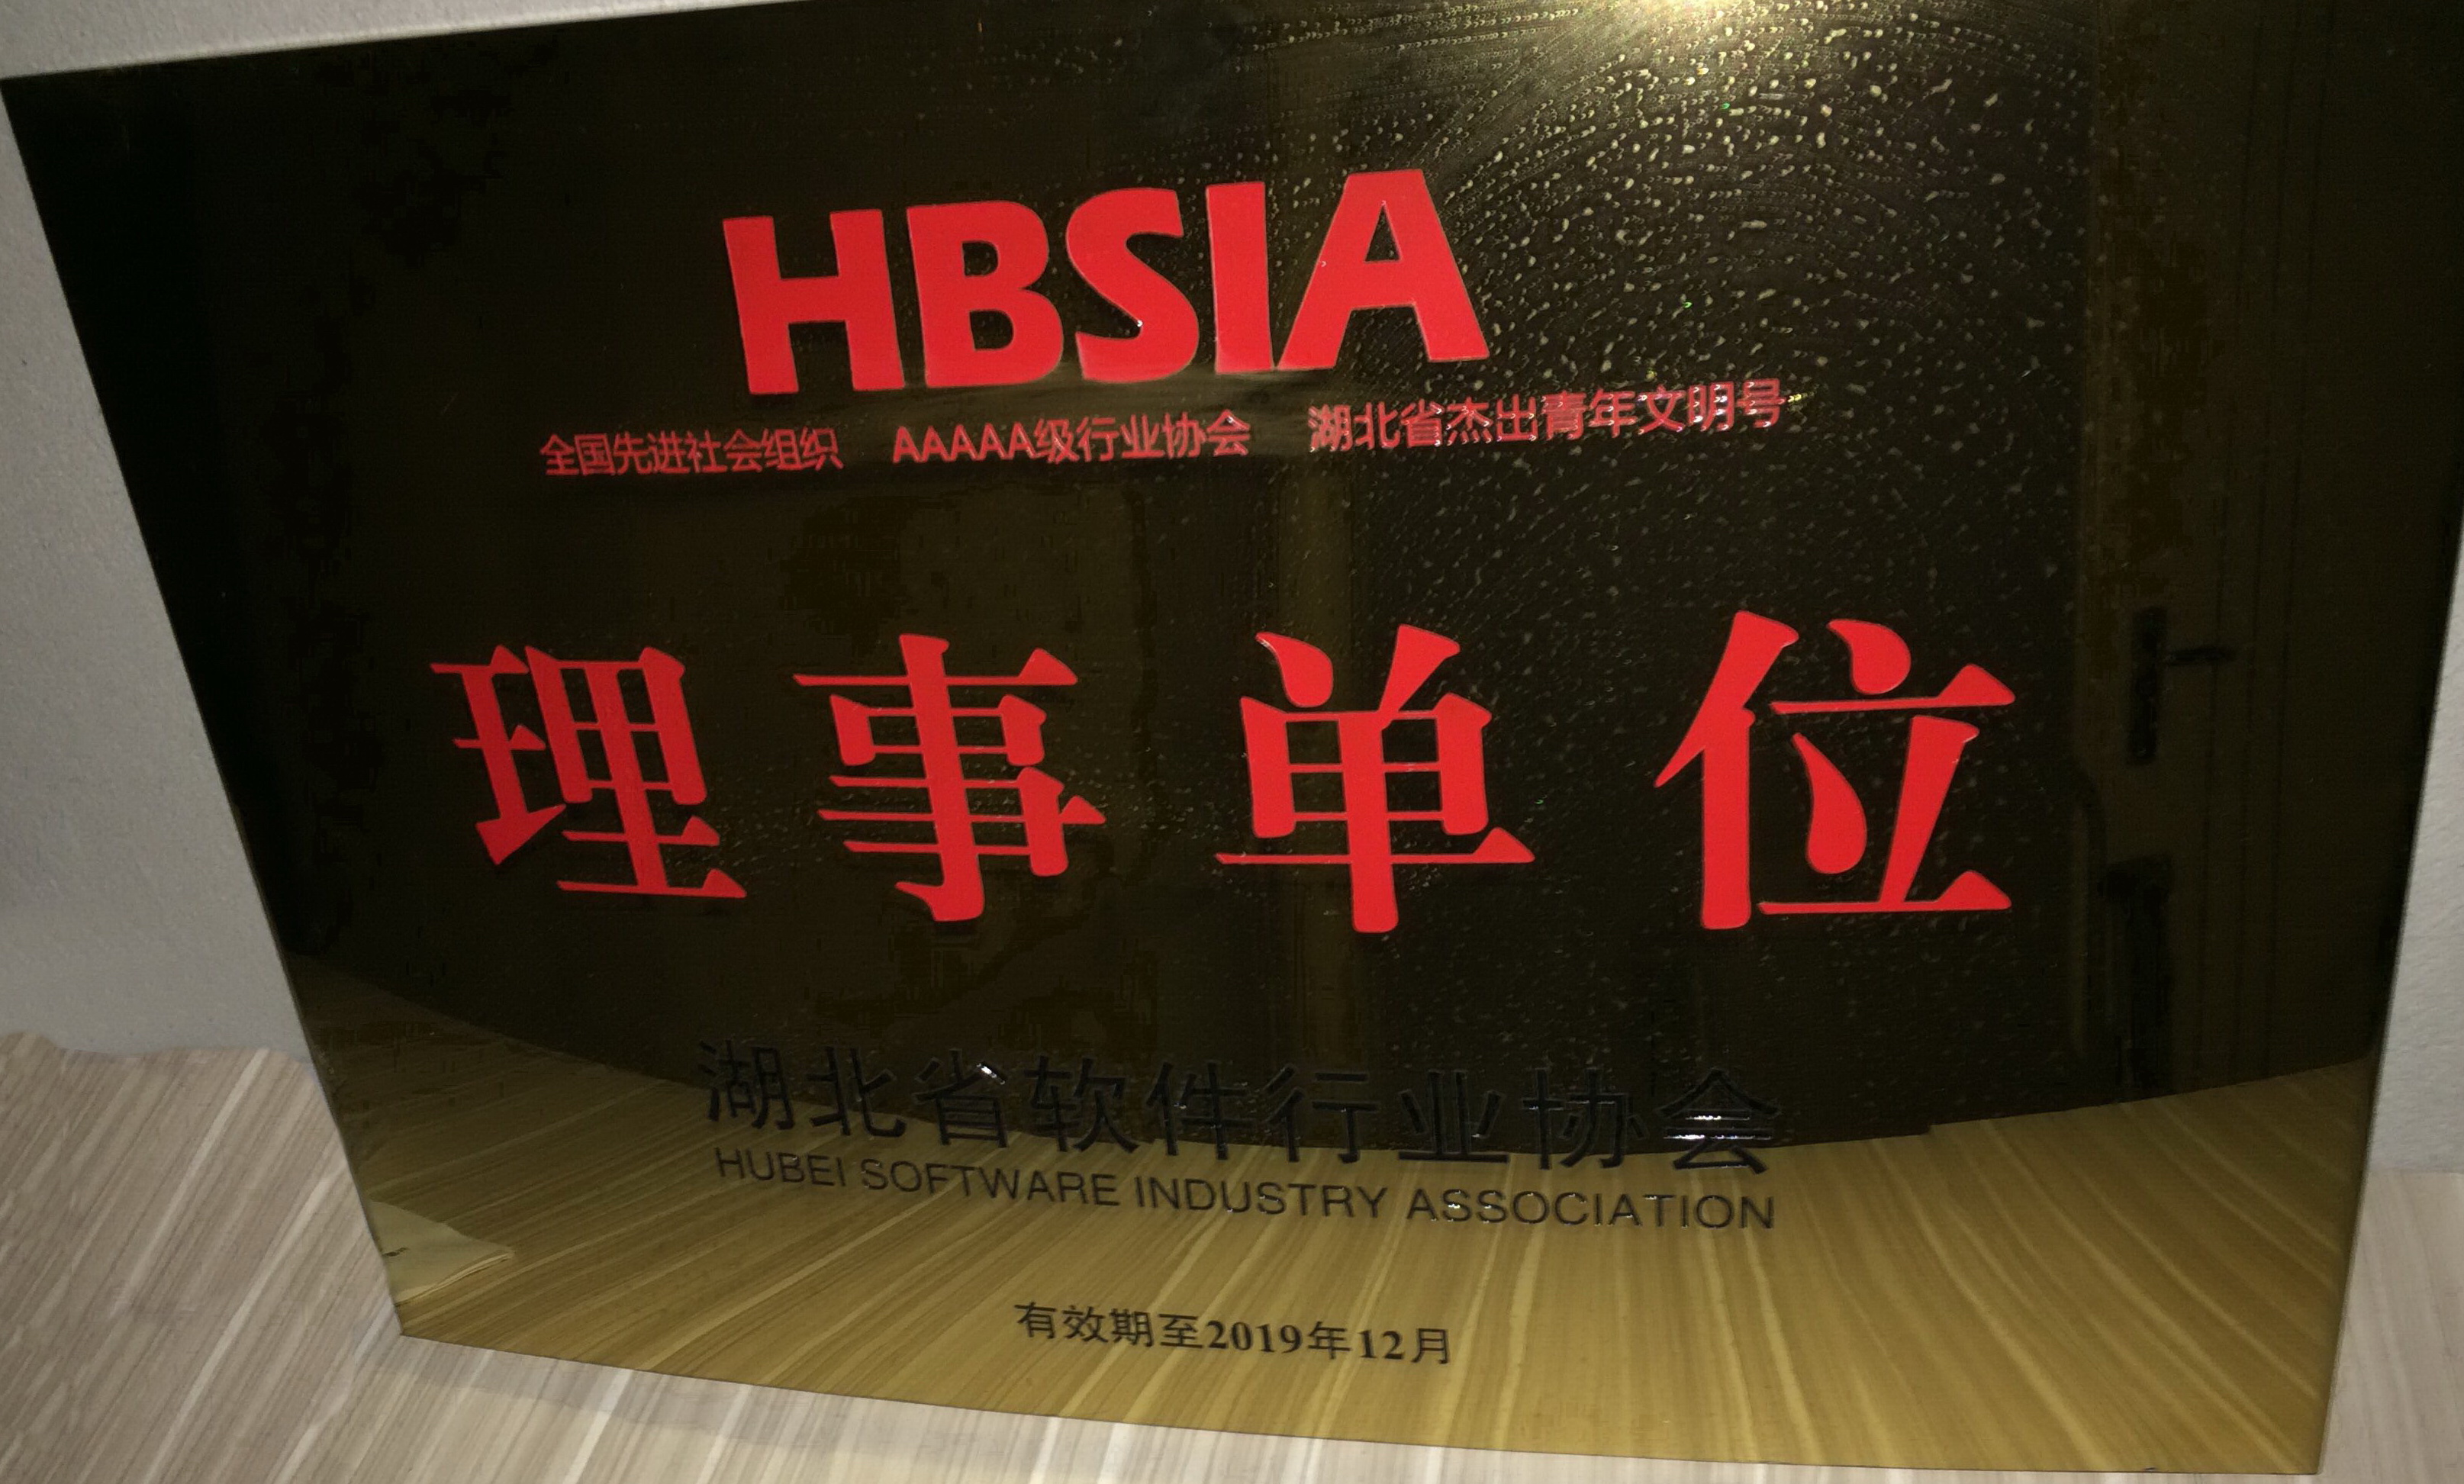 HBSIA
全国先进社会组织 AAAAA级行业协会 湖北省杰出青年文明号
理事单位
湖北省软件行业协会
HUBEI SOFTWARE INDUSTRY ASSOCIATION
有效期至2019年12月